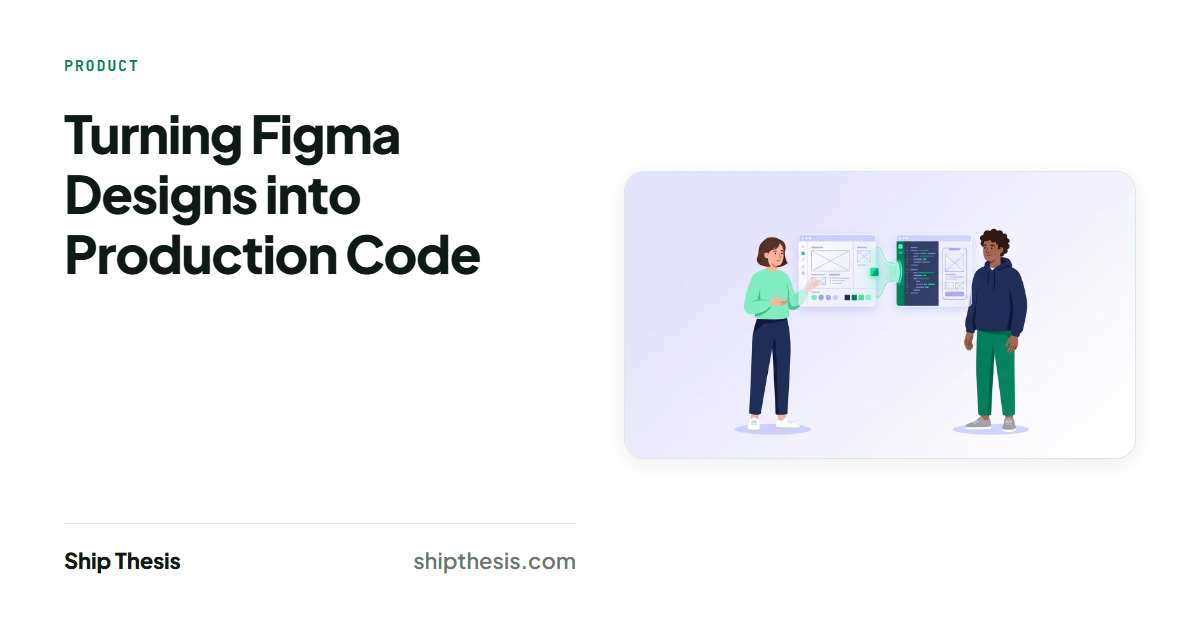 PRODUCT
Turning Figma
Designs into
Production Code
Ship Thesis
shipthesis.com